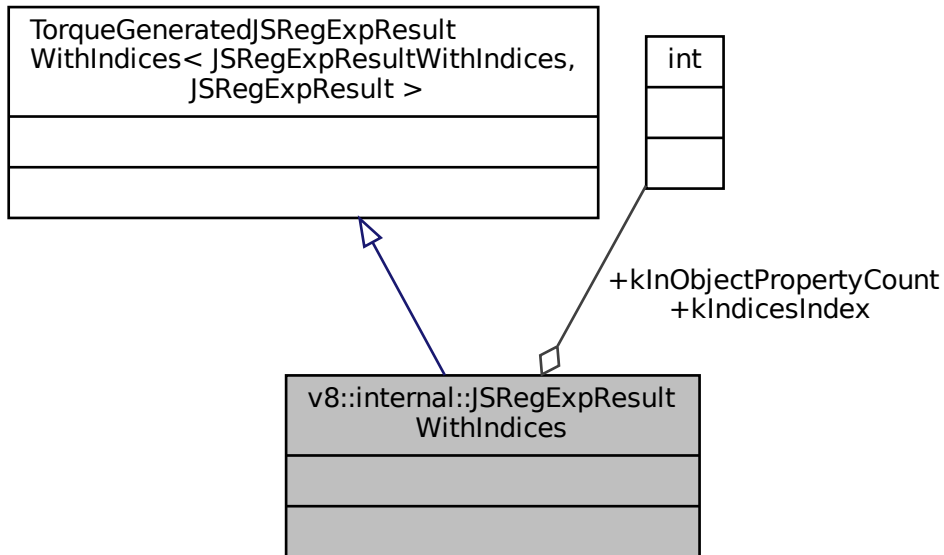 TorqueGeneratedJSRegExpResult
WithIndices< JSRegExpResultWithIndices,
JSRegExpResult >
int
+kInObjectPropertyCount
+kIndicesIndex
v8::internal::JSRegExpResult
WithIndices